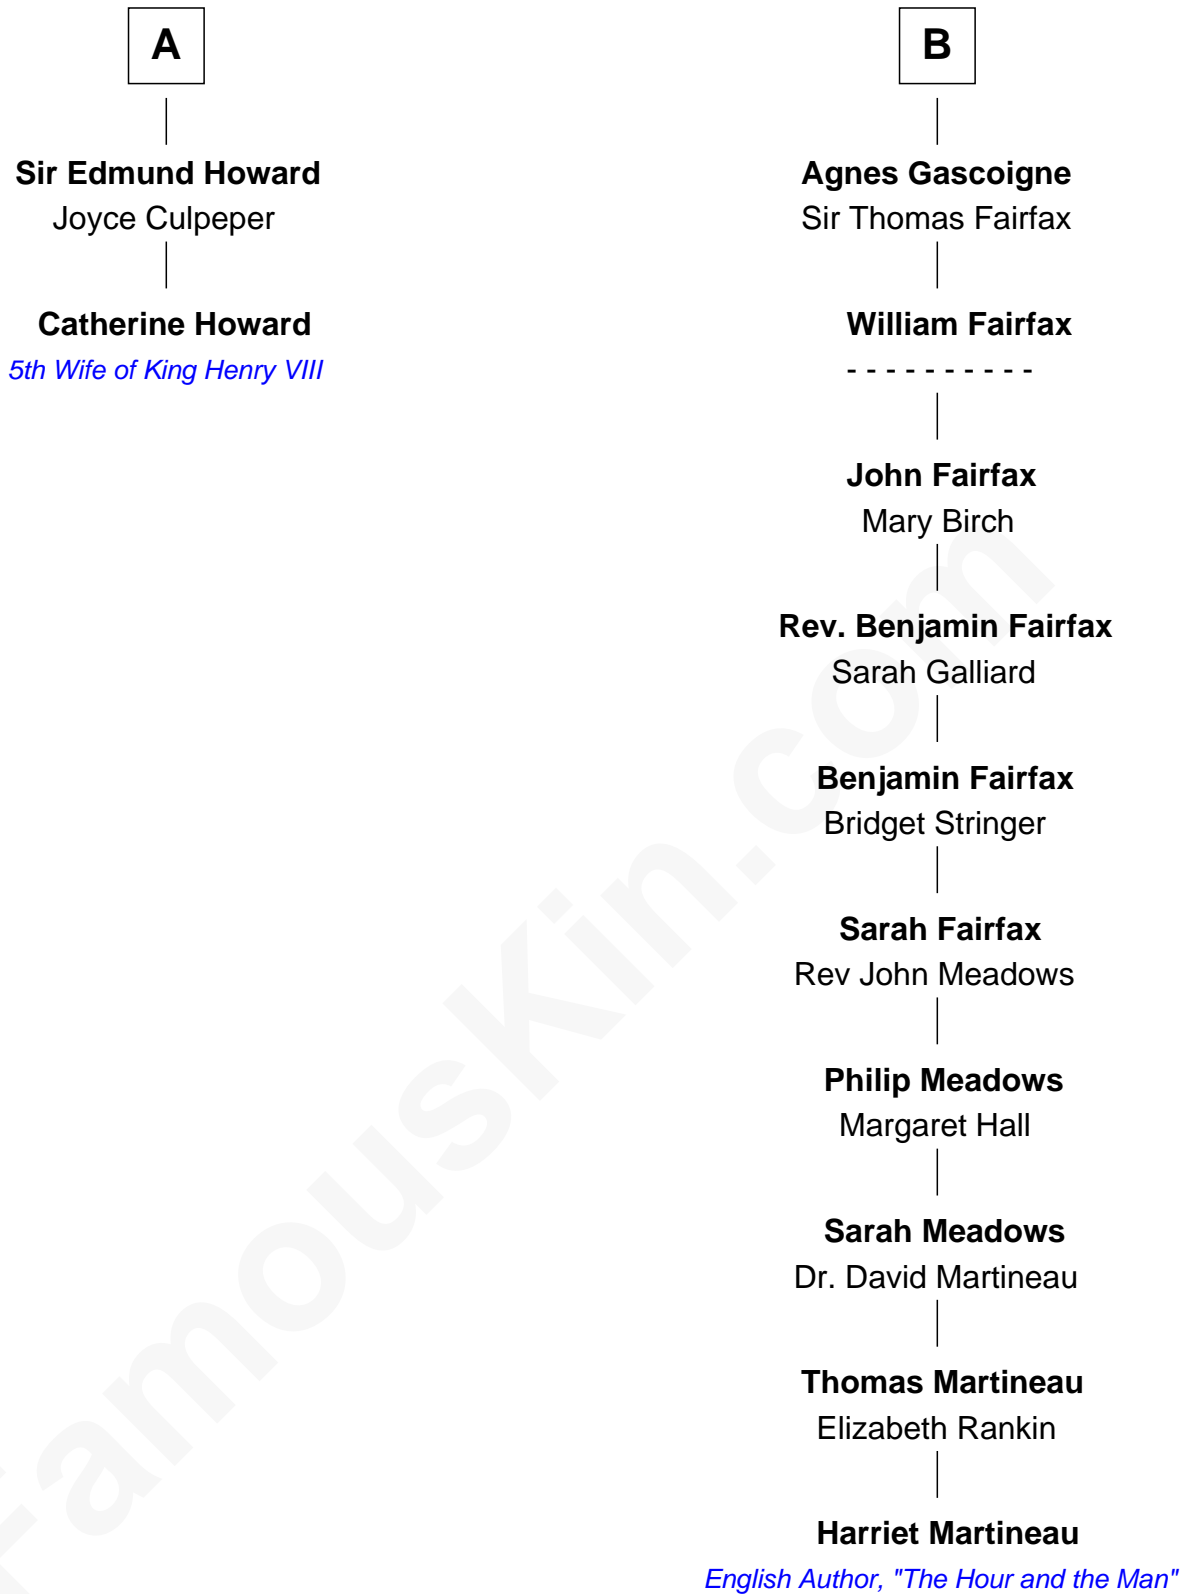 A
Sir Edmund Howard
Joyce Culpeper
Catherine Howard
5th Wife of King Henry VIII
B
Agnes Gascoigne
Sir Thomas Fairfax
William Fairfax
- - - - - - - - - -
John Fairfax
Mary Birch
Rev. Benjamin Fairfax
Sarah Galliard
Benjamin Fairfax
Bridget Stringer
Sarah Fairfax
Rev John Meadows
Philip Meadows
Margaret Hall
Sarah Meadows
Dr. David Martineau
Thomas Martineau
Elizabeth Rankin
Harriet Martineau
English Author, "The Hour and the Man"
FamousKin.com